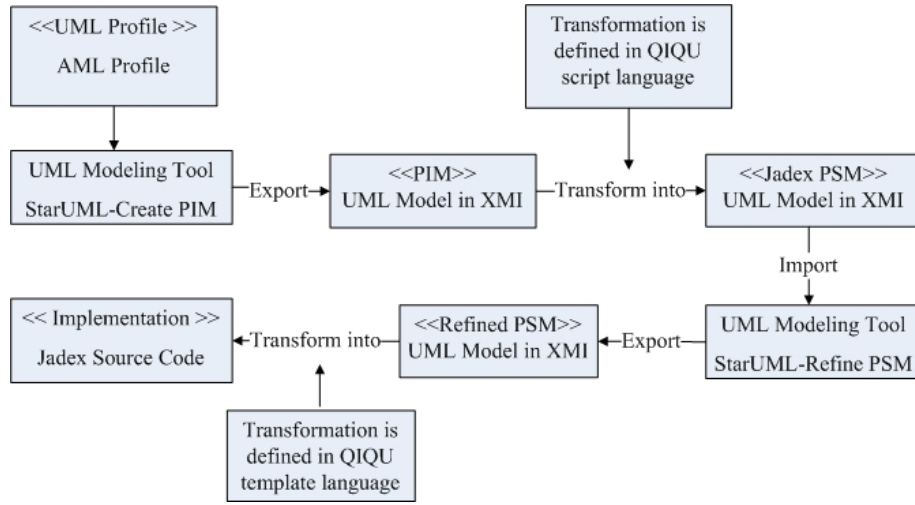 <<UML Profile >>
AML Profile
Transformation is
defined in QIQU
script language
UML Modeling Tool
StarUML-Create PIM
Export
<<PIM>>
UML Model in XMI
Transform into
<<Jadex PSM>>
UML Model in XMI
Import
<< Implementation >>
Jadex Source Code
Transform into
<<Refined PSM>>
UML Model in XMI
Export
UML Modeling Tool
StarUML-Refine PSM
Transformation is
defined in QIQU
template language